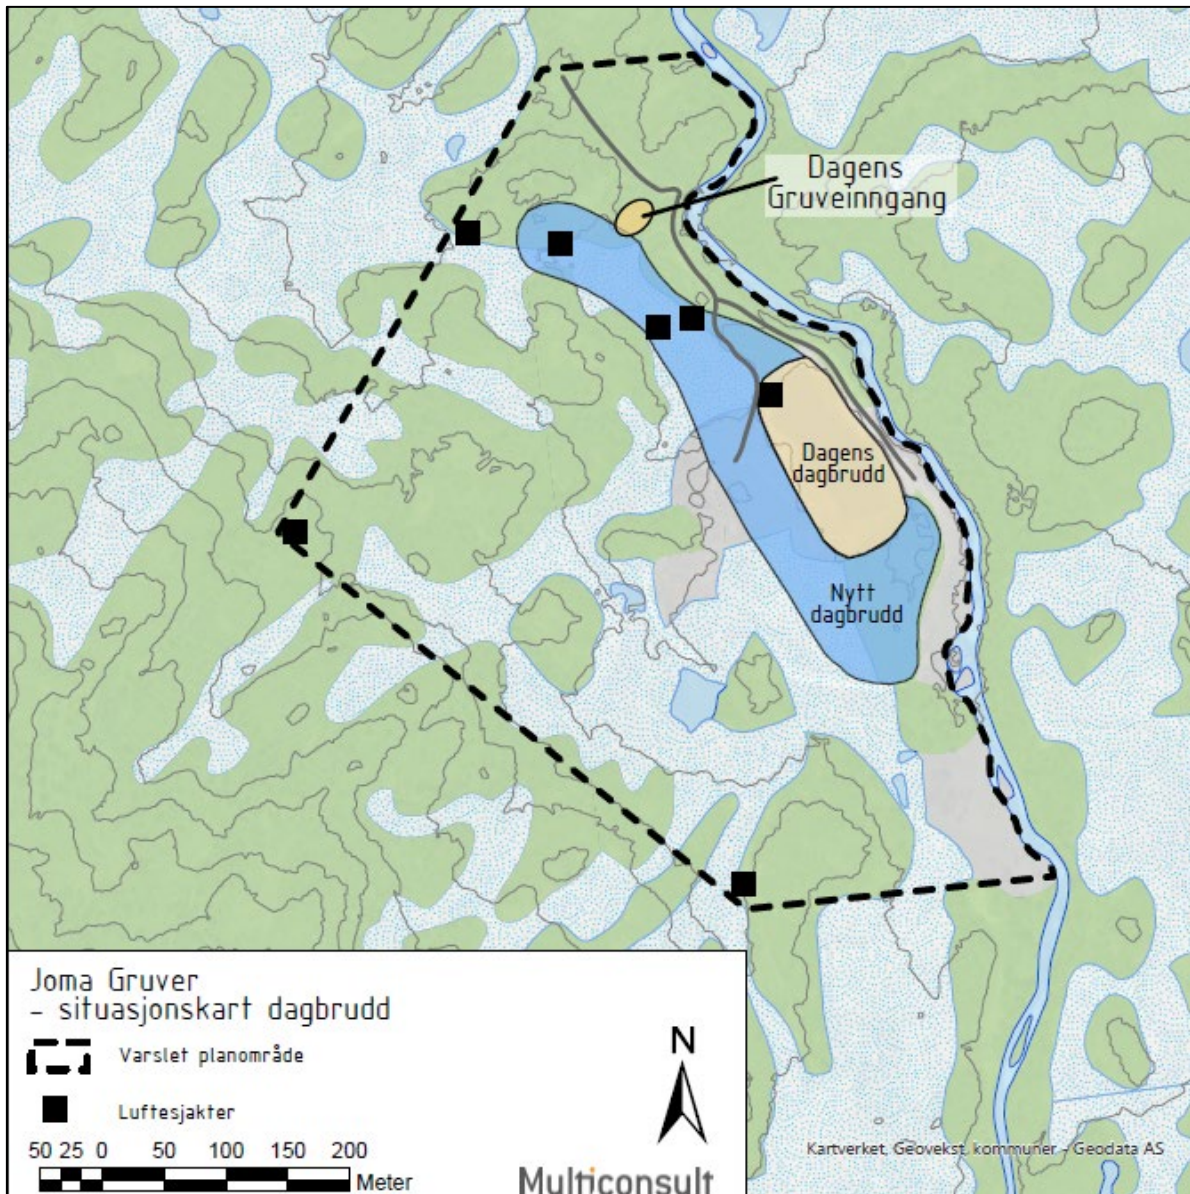 Dagens
Gruveinngang
Dagens
dagbrudd
Nytt
dagbrudd
Joma Gruver
- situasjonskart dagbrudd
Varslet planområde
Luftesjakter
N
50 25 0 50 100 150 200
Meter
Multiconsult
Kartverket, Geovekst, kommuner - Geodata AS